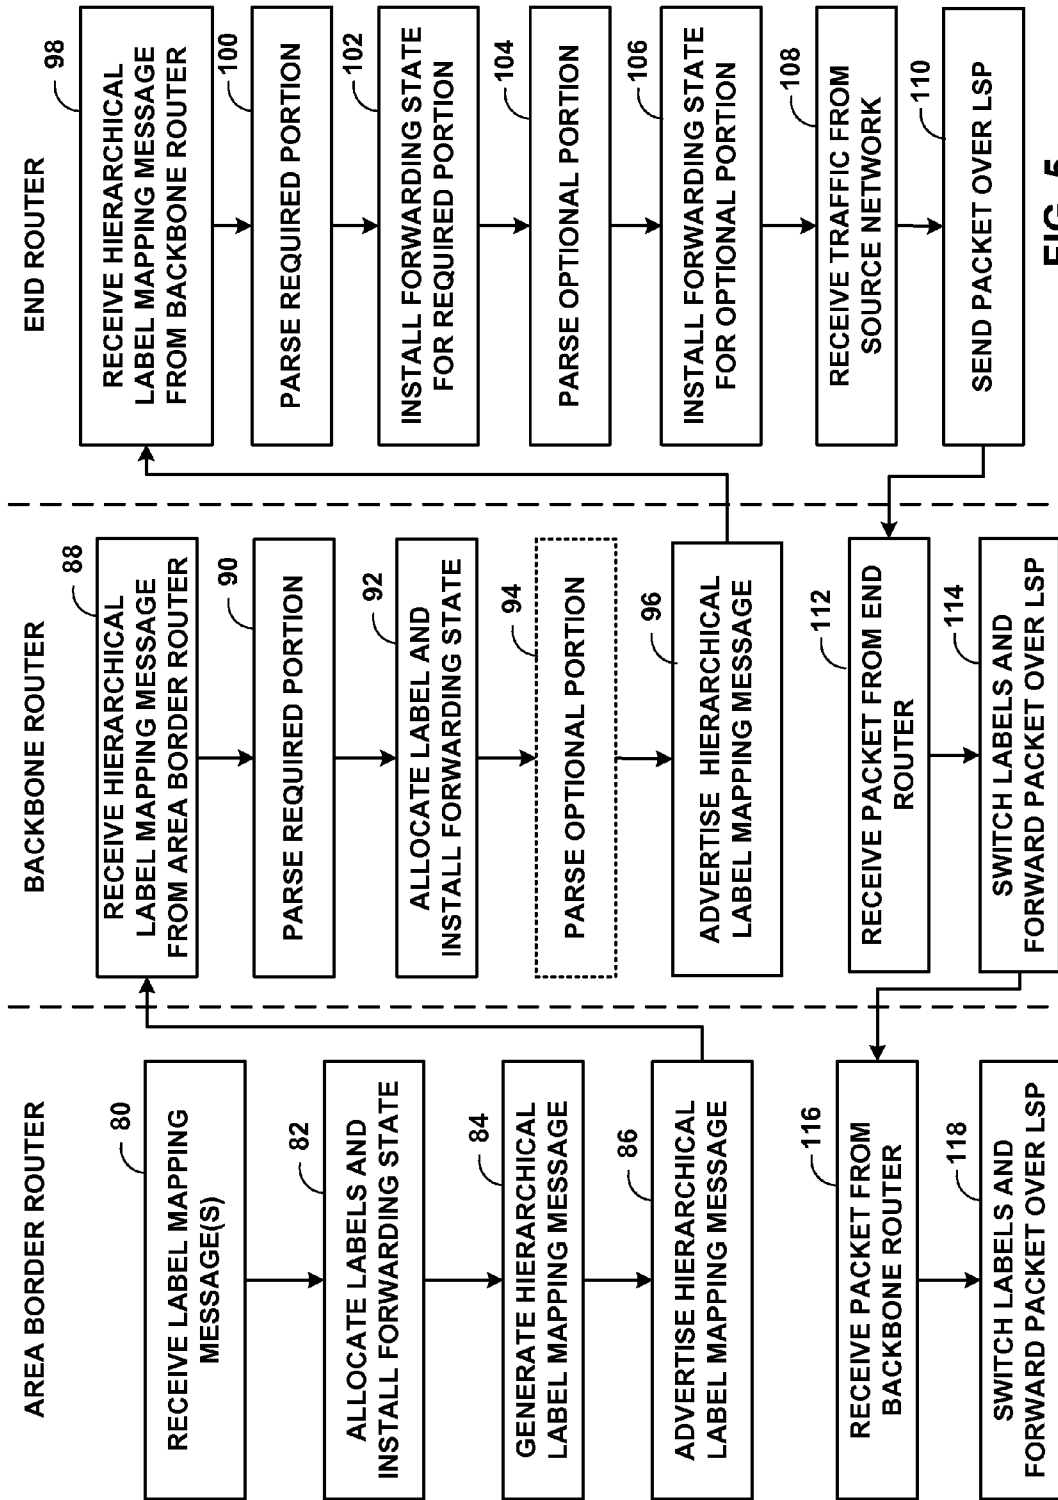 AREA BORDER ROUTER
80
RECEIVE LABEL MAPPING
MESSAGE(S)
82
ALLOCATE LABELS AND
INSTALL FORWARDING STATE
84
GENERATE HIERARCHICAL
LABEL MAPPING MESSAGE
86
ADVERTISE HIERARCHICAL
LABEL MAPPING MESSAGE
116
RECEIVE PACKET FROM
BACKBONE ROUTER
118
SWITCH LABELS AND
FORWARD PACKET OVER LSP
BACKBONE ROUTER
88
RECEIVE HIERARCHICAL
LABEL MAPPING MESSAGE
FROM AREA BORDER ROUTER
90
PARSE REQUIRED PORTION
92
ALLOCATE LABEL AND
INSTALL FORWARDING STATE
94
PARSE OPTIONAL PORTION
96
ADVERTISE HIERARCHICAL
LABEL MAPPING MESSAGE
112
RECEIVE PACKET FROM END
ROUTER
114
SWITCH LABELS AND
FORWARD PACKET OVER LSP
END ROUTER
98
RECEIVE HIERARCHICAL
LABEL MAPPING MESSAGE
FROM BACKBONE ROUTER
100
PARSE REQUIRED PORTION
102
INSTALL FORWARDING STATE
FOR REQUIRED PORTION
104
PARSE OPTIONAL PORTION
106
INSTALL FORWARDING STATE
FOR OPTIONAL PORTION
108
RECEIVE TRAFFIC FROM
SOURCE NETWORK
110
SEND PACKET OVER LSP
FIG. 5